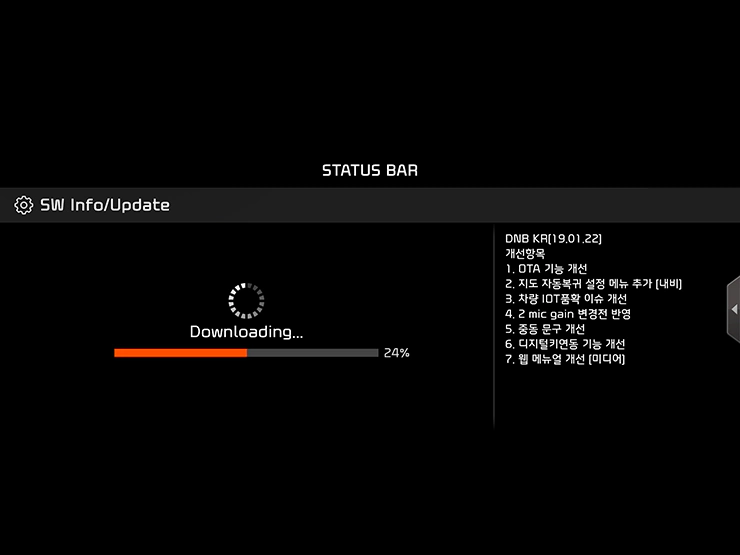 STATUS BAR
SW Info/Update
Downloading...
24%
DNB KR[19.01.22]
개선항목
1. OTA 기능 개선
2. 지도 자동복귀 설정 메뉴 추가 [내비]
3. 차량 IOT품확 이슈 개선
4. 2 mic gain 변경전 반영
5. 중동 문구 개선
6. 디지털키연동 기능 개선
7. 웹 메뉴얼 개선 [미디어]